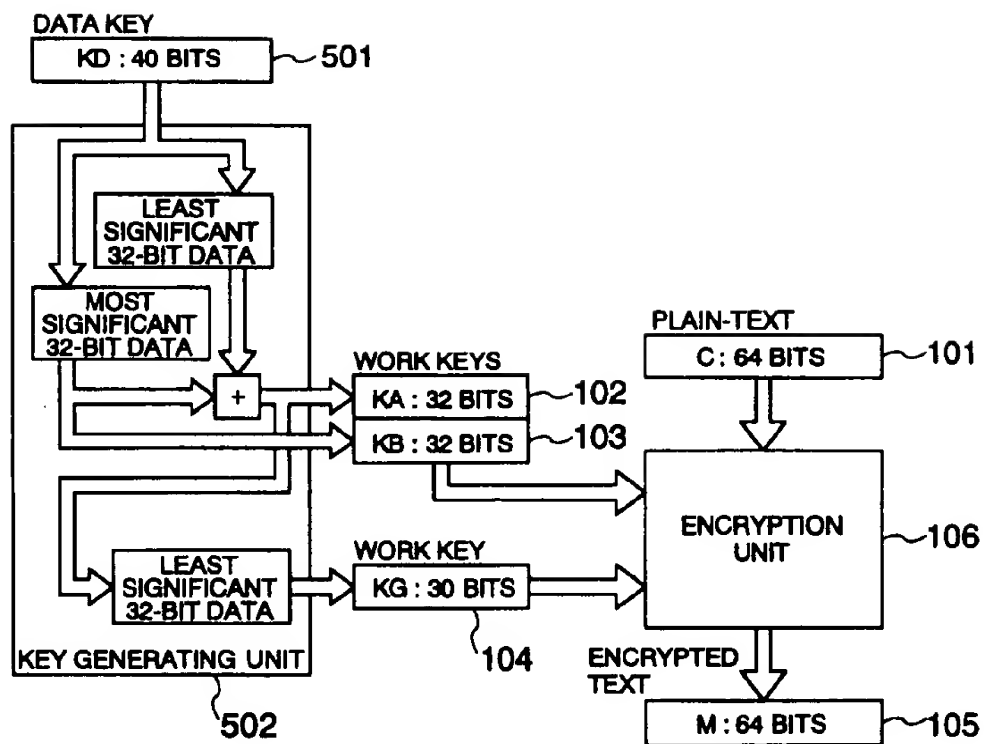 DATA KEY
KD : 40 BITS
501
LEAST
SIGNIFICANT
32-BIT DATA
MOST
SIGNIFICANT
32-BIT DATA
+
WORK KEYS
KA : 32 BITS
102
KB : 32 BITS
103
PLAIN-TEXT
C : 64 BITS
101
ENCRYPTION
UNIT
106
LEAST
SIGNIFICANT
32-BIT DATA
WORK KEY
KG : 30 BITS
104
KEY GENERATING UNIT
502
ENCRYPTED
TEXT
M : 64 BITS
105